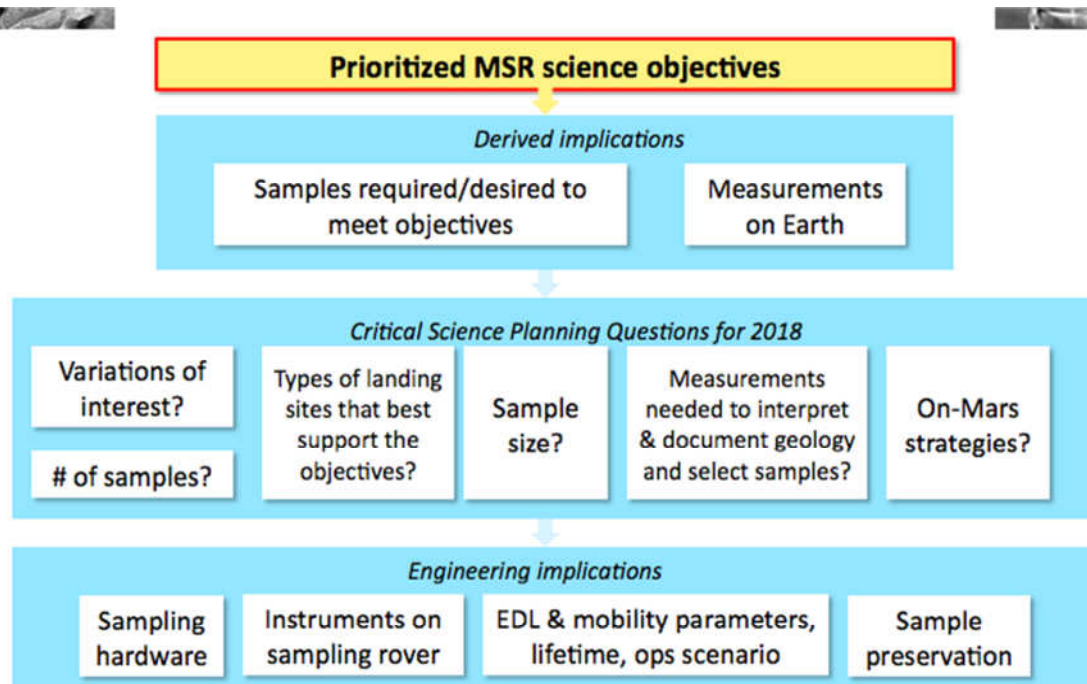 Prioritized MSR science objectives
Derived implications
Samples required/desired to
meet objectives
Measurements
on Earth
Critical Science Planning Questions for 2018
Variations of
interest?
# of samples?
Types of landing
sites that best
support the
objectives?
Sample
size?
Measurements
needed to interpret
& document geology
and select samples?
On-Mars
strategies?
Engineering implications
Sampling
hardware
Instruments on
sampling rover
EDL & mobility parameters,
lifetime, ops scenario
Sample
preservation